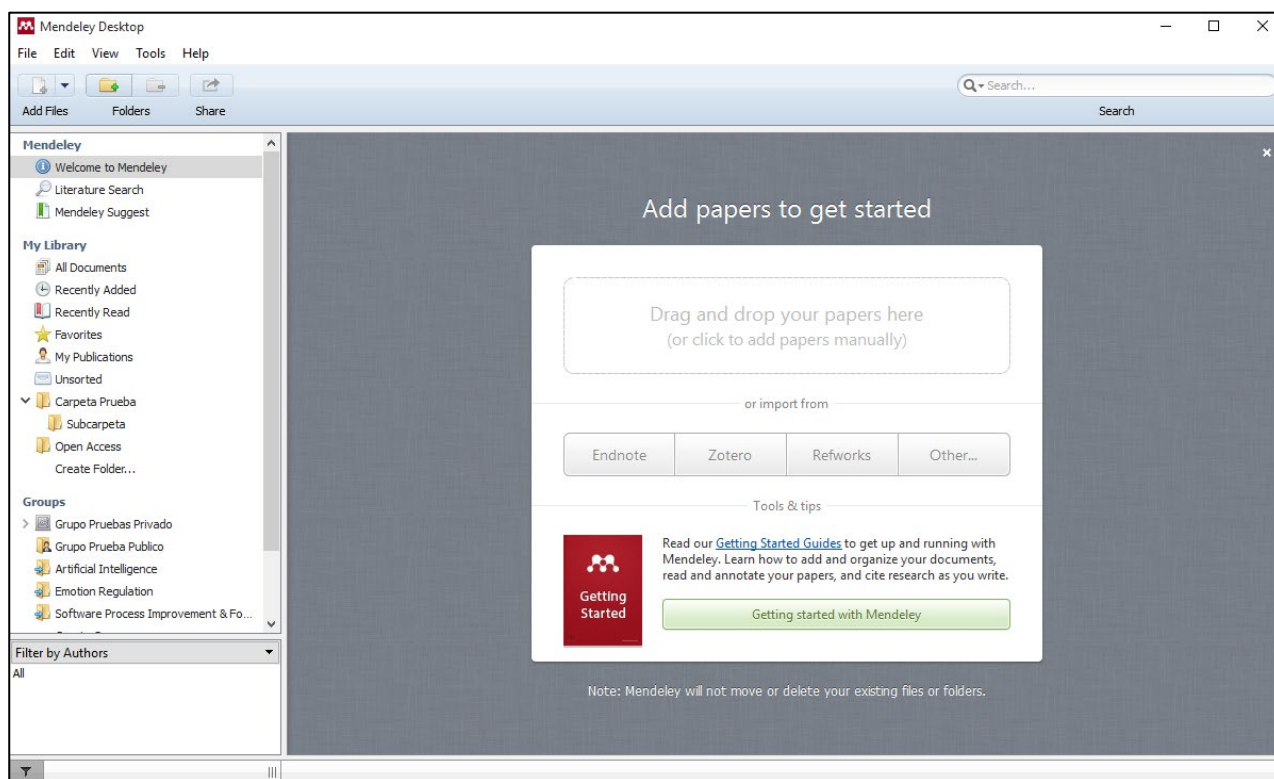 Mendeley Desktop
File Edit View Tools Help
Search...
Add Files Folders Share Search
Mendeley
Welcome to Mendeley
Literature Search
Mendeley Suggest
My Library
All Documents
Recently Added
Recently Read
Favorites
My Publications
Unsorted
Carpeta Prueba
Subcarpeta
Open Access
Create Folder...
Groups
Grupo Pruebas Privado
Grupo Prueba Publico
Artificial Intelligence
Emotion Regulation
Software Process Improvement & Fo...
Filter by Authors
All
Add papers to get started
Drag and drop your papers here
(or click to add papers manually)
or import from
Endnote Zotero Refworks Other...
Tools & tips
Getting
Started
Read our Getting Started Guides to get up and running with
Mendeley. Learn how to add and organize your documents,
read and annotate your papers, and cite research as you write.
Getting started with Mendeley
Note: Mendeley will not move or delete your existing files or folders.